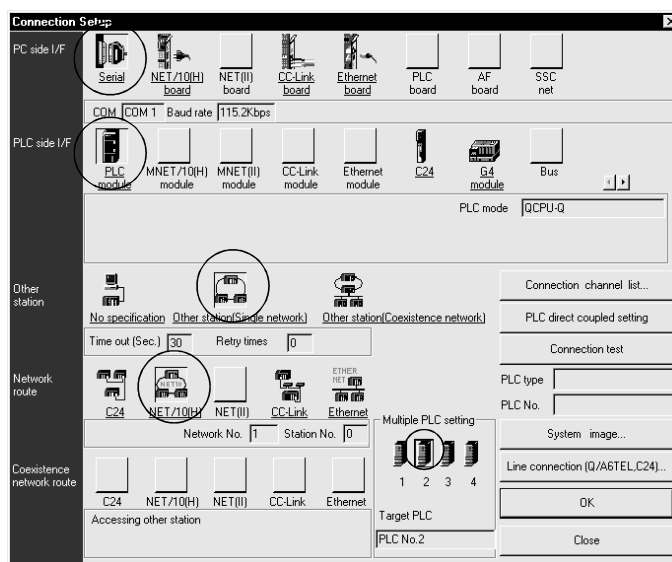 Connection Setup
PC side I/F
Serial
NET/10(H) board
NET(II) board
CC-Link board
Ethernet board
PLC board
AF board
SSC net
COM COM 1 Baud rate 115.2Kbps
PLC side I/F
PLC module
MNET/10(H) module
MNET(II) module
CC-Link module
Ethernet module
C24
G4 module
Bus
PLC mode QCPU-Q
Other station
No specification
Other station(Single network)
Other station(Coexistence network)
Time out (Sec.) 30 Retry times 0
Connection channel list...
PLC direct coupled setting
Connection test
Network route
C24
NET/10(H)
NET(II)
CC-Link
ETHER NET
Ethernet
Network No. 1 Station No. 0
PLC type
PLC No.
Multiple PLC setting
1 2 3 4
Target PLC
PLC No.2
System image...
Line connection (Q/A6TEL,C24)...
OK
Close
Coexistence network route
C24
NET/10(H)
NET(II)
CC-Link
Ethernet
Accessing other station